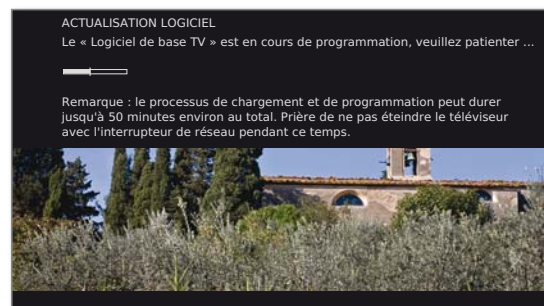 ACTUALISATION LOGICIEL
Le « Logiciel de base TV » est en cours de programmation, veuillez patienter ...
Remarque : le processus de chargement et de programmation peut durer
jusqu'à 50 minutes environ au total. Prière de ne pas éteindre le téléviseur
avec l'interrupteur de réseau pendant ce temps.